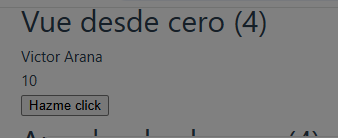 Vue desde cero (4)
Victor Arana
10
Hazme click